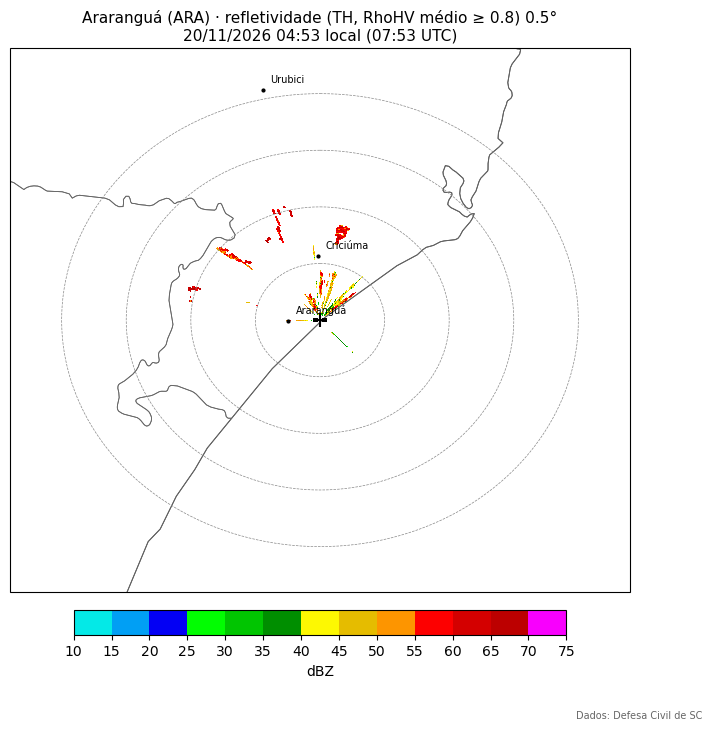 Araranguá (ARA) · refletividade (TH, RhoHV médio ≥ 0.8) 0.5°
20/11/2026 04:53 local (07:53 UTC)
Urubici
Criciúma
Araranguá
10 15 20 25 30 35 40 45 50 55 60 65 70 75
dBZ
Dados: Defesa Civil de SC